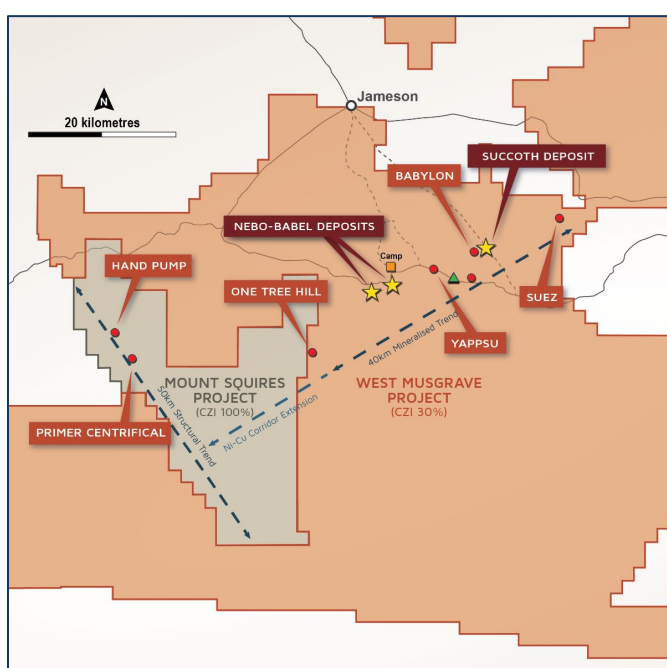 N
20 kilometres
Jameson
SUCCOTH DEPOSIT
BABYLON
NEBO-BABEL DEPOSITS
Camp
HAND PUMP
ONE TREE HILL
SUEZ
YAPPSU
40km Mineralised Trend
MOUNT SQUIRES
PROJECT
(CZI 100%)
WEST MUSGRAVE
PROJECT
(CZI 30%)
50km Structural Trend
Ni-Cu Corridor Extension
PRIMER CENTRIFICAL